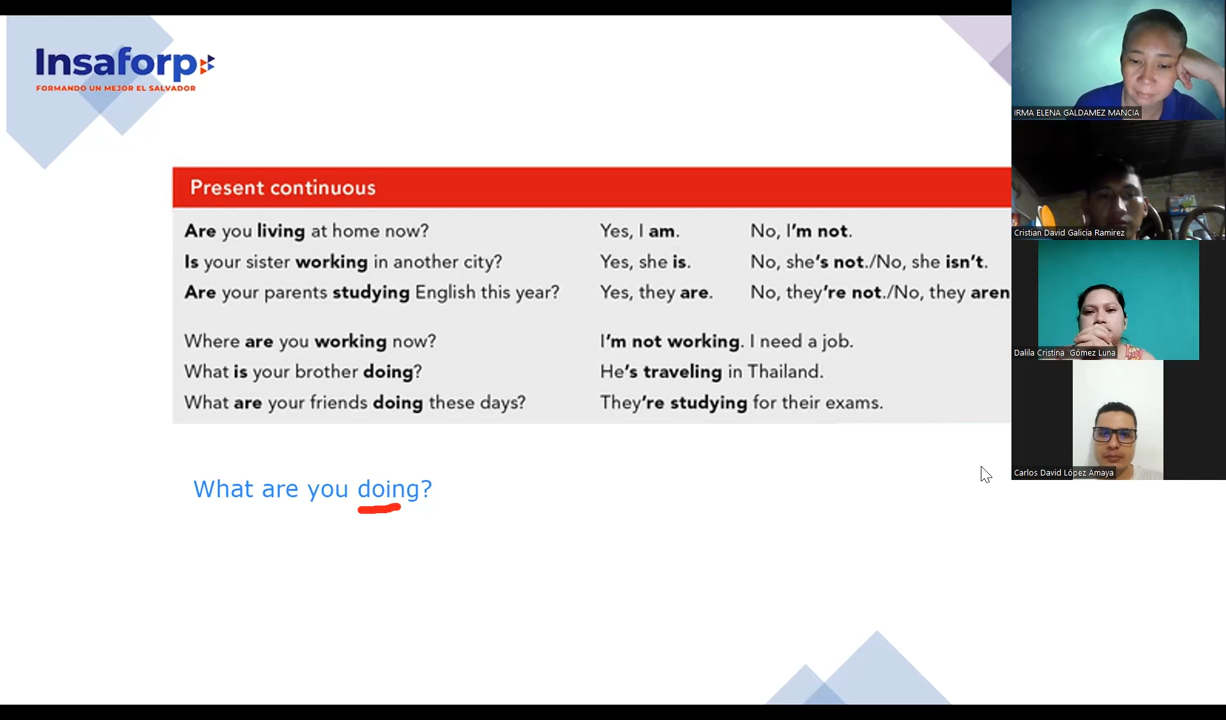 Insaforp
FORMANDO UN MEJOR EL SALVADOR
Present continuous
Are you living at home now? Yes, I am. No, I'm not.
Is your sister working in another city? Yes, she is. No, she's not./No, she isn't.
Are your parents studying English this year? Yes, they are. No, they're not./No, they aren
Where are you working now? I'm not working. I need a job.
What is your brother doing? He's traveling in Thailand.
What are your friends doing these days? They're studying for their exams.
What are you doing?
IRMA ELENA GALDAMEZ MANCIA
Cristian David Galicia Ramirez
Dalila Cristina Gómez Luna
Carlos David López Amaya